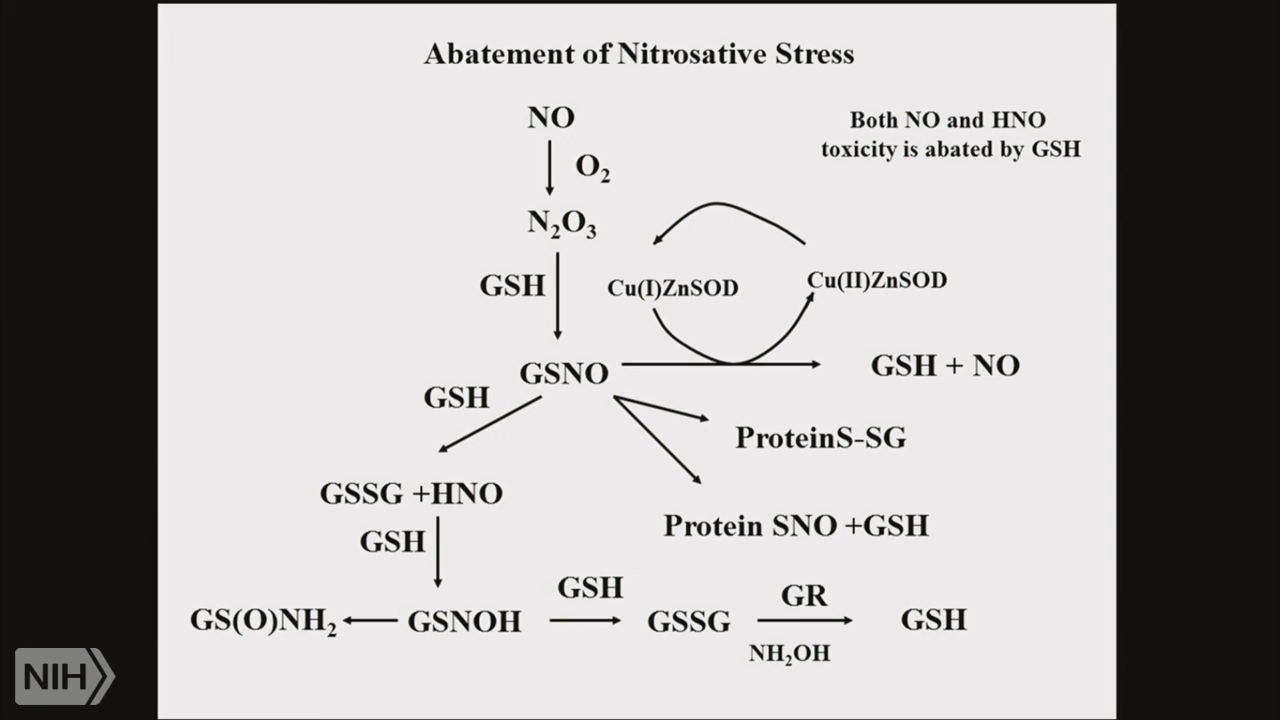 Abatement of Nitrosative Stress
NO
Both NO and HNO
toxicity is abated by GSH
O₂
N₂O₃
GSH
Cu(I)ZnSOD
Cu(II)ZnSOD
GSNO
GSH + NO
GSH
ProteinS-SG
GSSG +HNO
Protein SNO +GSH
GSH
GS(O)NH₂
GSNOH
GSH
GSSG
GR
NH₂OH
GSH
NIH